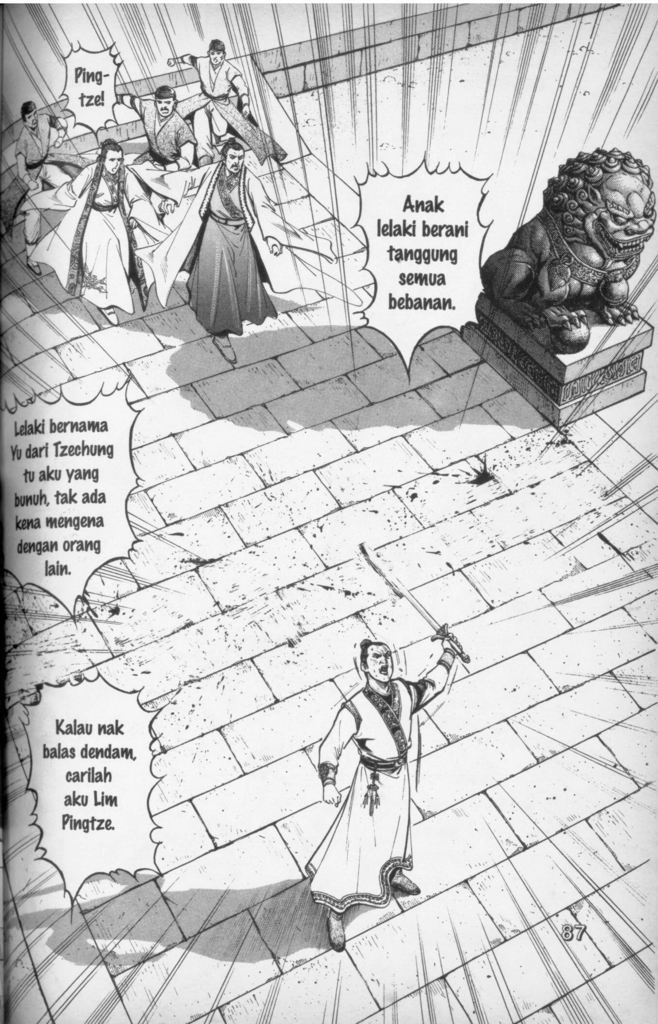 Ping-
tze!
Anak
lelaki berani
tanggung
semua
bebanan.
Lelaki bernama
Yu dari Tzechung
tu aku yang
bunuh, tak ada
kena mengena
dengan orang
lain.
Kalau nak
balas dendam,
carilah
aku Lim
Pingtze.
87